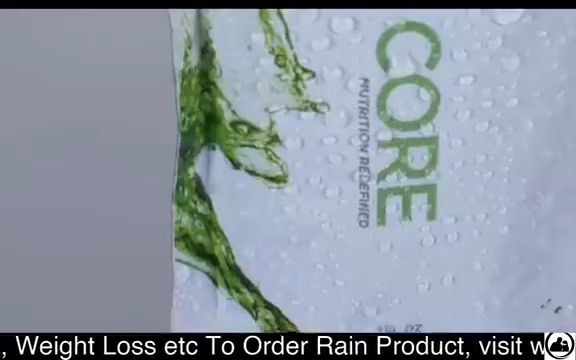 CORE
NUTRITION REDEFINED
, Weight Loss etc To Order Rain Product, visit w